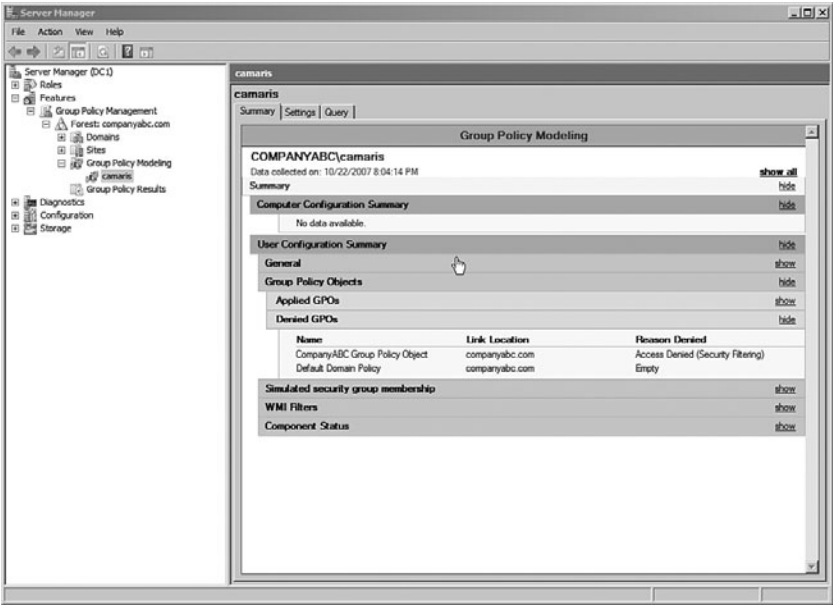 Server Manager
File Action View Help
Server Manager (DC1)
Roles
Features
Group Policy Management
Forest: companyabc.com
Domains
Sites
Group Policy Modeling
camaris
Group Policy Results
Diagnostics
Configuration
Storage
camaris
camaris
Summary Settings Query
Group Policy Modeling
COMPANYABC\camaris
Data collected on: 10/22/2007 8:04:14 PM show all
Summary hide
Computer Configuration Summary hide
No data available.
User Configuration Summary hide
General show
Group Policy Objects hide
Applied GPOs show
Denied GPOs hide
Name Link Location Reason Denied
CompanyABC Group Policy Object companyabc.com Access Denied (Security Filtering)
Default Domain Policy companyabc.com Empty
Simulated security group membership show
WMI Filters show
Component Status show